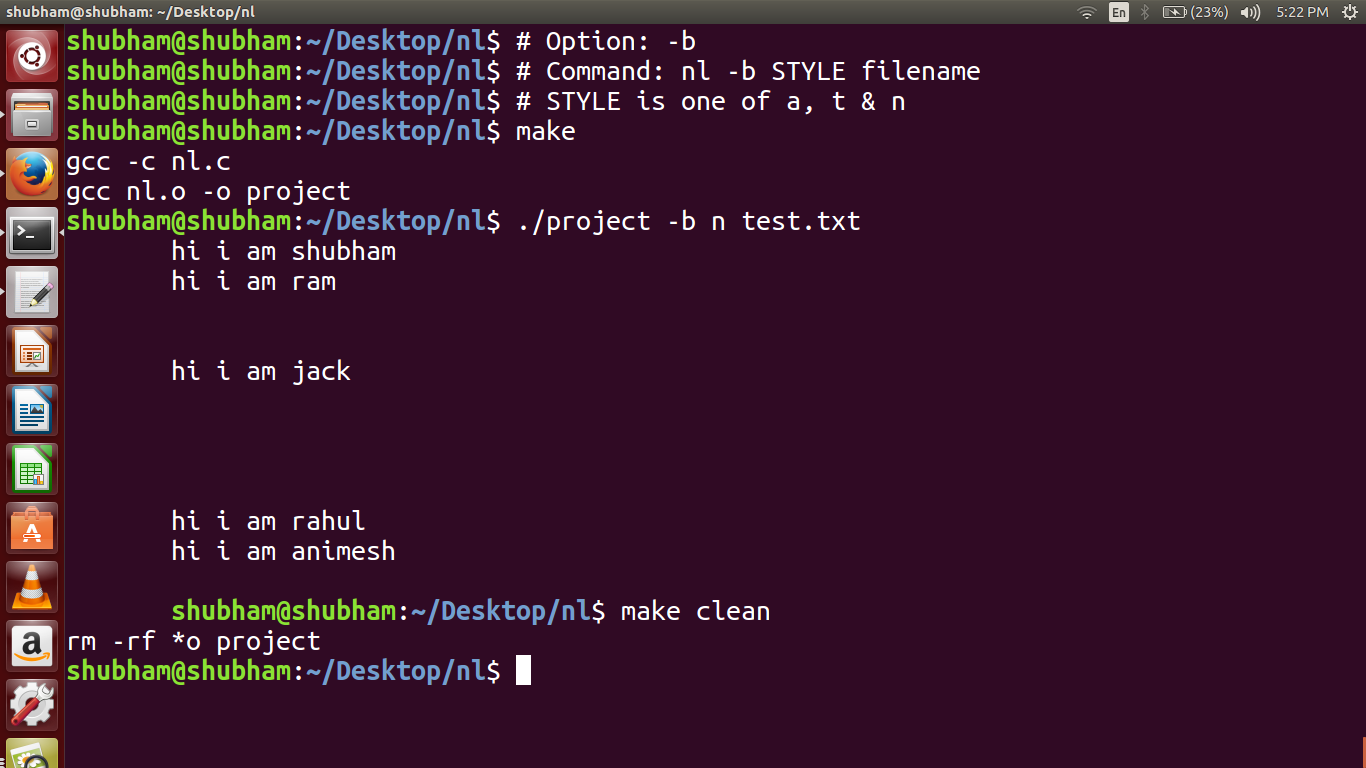 shubham@shubham: ~/Desktop/nl
En
(23%)
5:22 PM
shubham@shubham:~/Desktop/nl$ # Option: -b
shubham@shubham:~/Desktop/nl$ # Command: nl -b STYLE filename
shubham@shubham:~/Desktop/nl$ # STYLE is one of a, t & n
shubham@shubham:~/Desktop/nl$ make
gcc -c nl.c
gcc nl.o -o project
shubham@shubham:~/Desktop/nl$ ./project -b n test.txt
hi i am shubham
hi i am ram
hi i am jack
hi i am rahul
hi i am animesh
shubham@shubham:~/Desktop/nl$ make clean
rm -rf *o project
shubham@shubham:~/Desktop/nl$